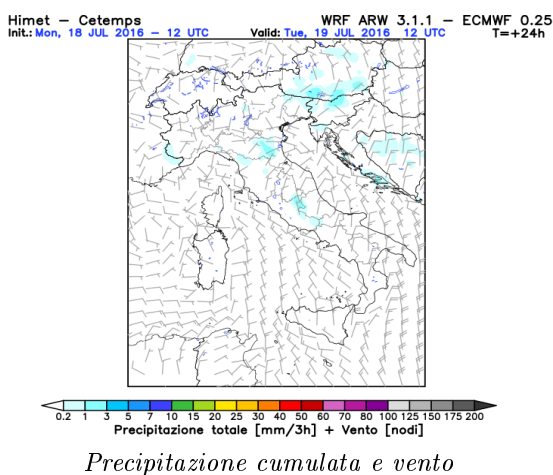 Himet – Cetemps WRF ARW 3.1.1 – ECMWF 0.25
Init.: Mon, 18 JUL 2016 – 12 UTC Valid: Tue, 19 JUL 2016 12 UTC T=+24h
0.2 1 3 5 7 10 15 20 25 30 40 50 60 70 80 100 125 150 175 200
Precipitazione totale [mm/3h] + Vento [nodi]
Precipitazione cumulata e vento